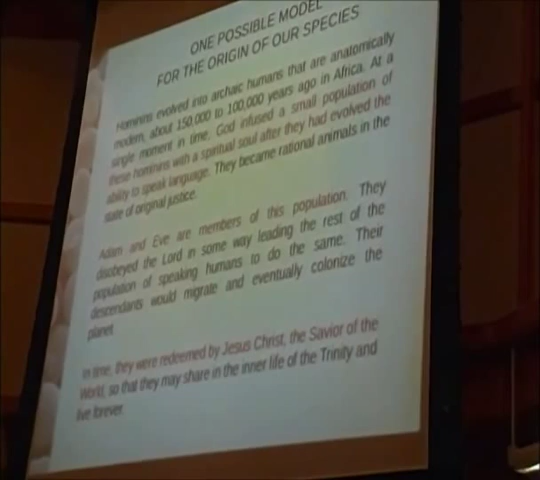 ONE POSSIBLE MODEL
FOR THE ORIGIN OF OUR SPECIES
Hominins evolved into archaic humans that are anatomically
modern, about 150,000 to 100,000 years ago in Africa. At a
single moment in time, God infused a small population of
these hominins with a spiritual soul after they had evolved the
ability to speak language. They became rational animals in the
state of original justice.
Adam and Eve are members of this population. They
disobeyed the Lord in some way leading the rest of the
population of speaking humans to do the same. Their
descendants would migrate and eventually colonize the
planet.
In time, they were redeemed by Jesus Christ, the Savior of the
World, so that they may share in the inner life of the Trinity and
live forever.